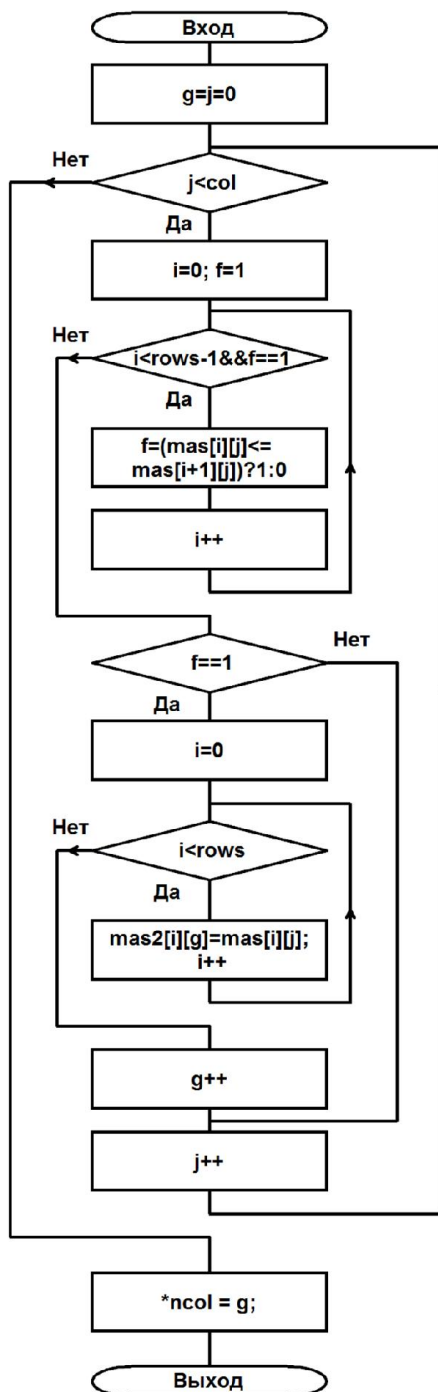 Вход
g=j=0
Нет
j<col
Да
i=0; f=1
Нет
i<rows-1&&f==1
Да
f=(mas[i][j]<=
mas[i+1][j])?1:0
i++
Нет
f==1
Да
i=0
Нет
i<rows
Да
mas2[i][g]=mas[i][j];
i++
g++
j++
*ncol = g;
Выход